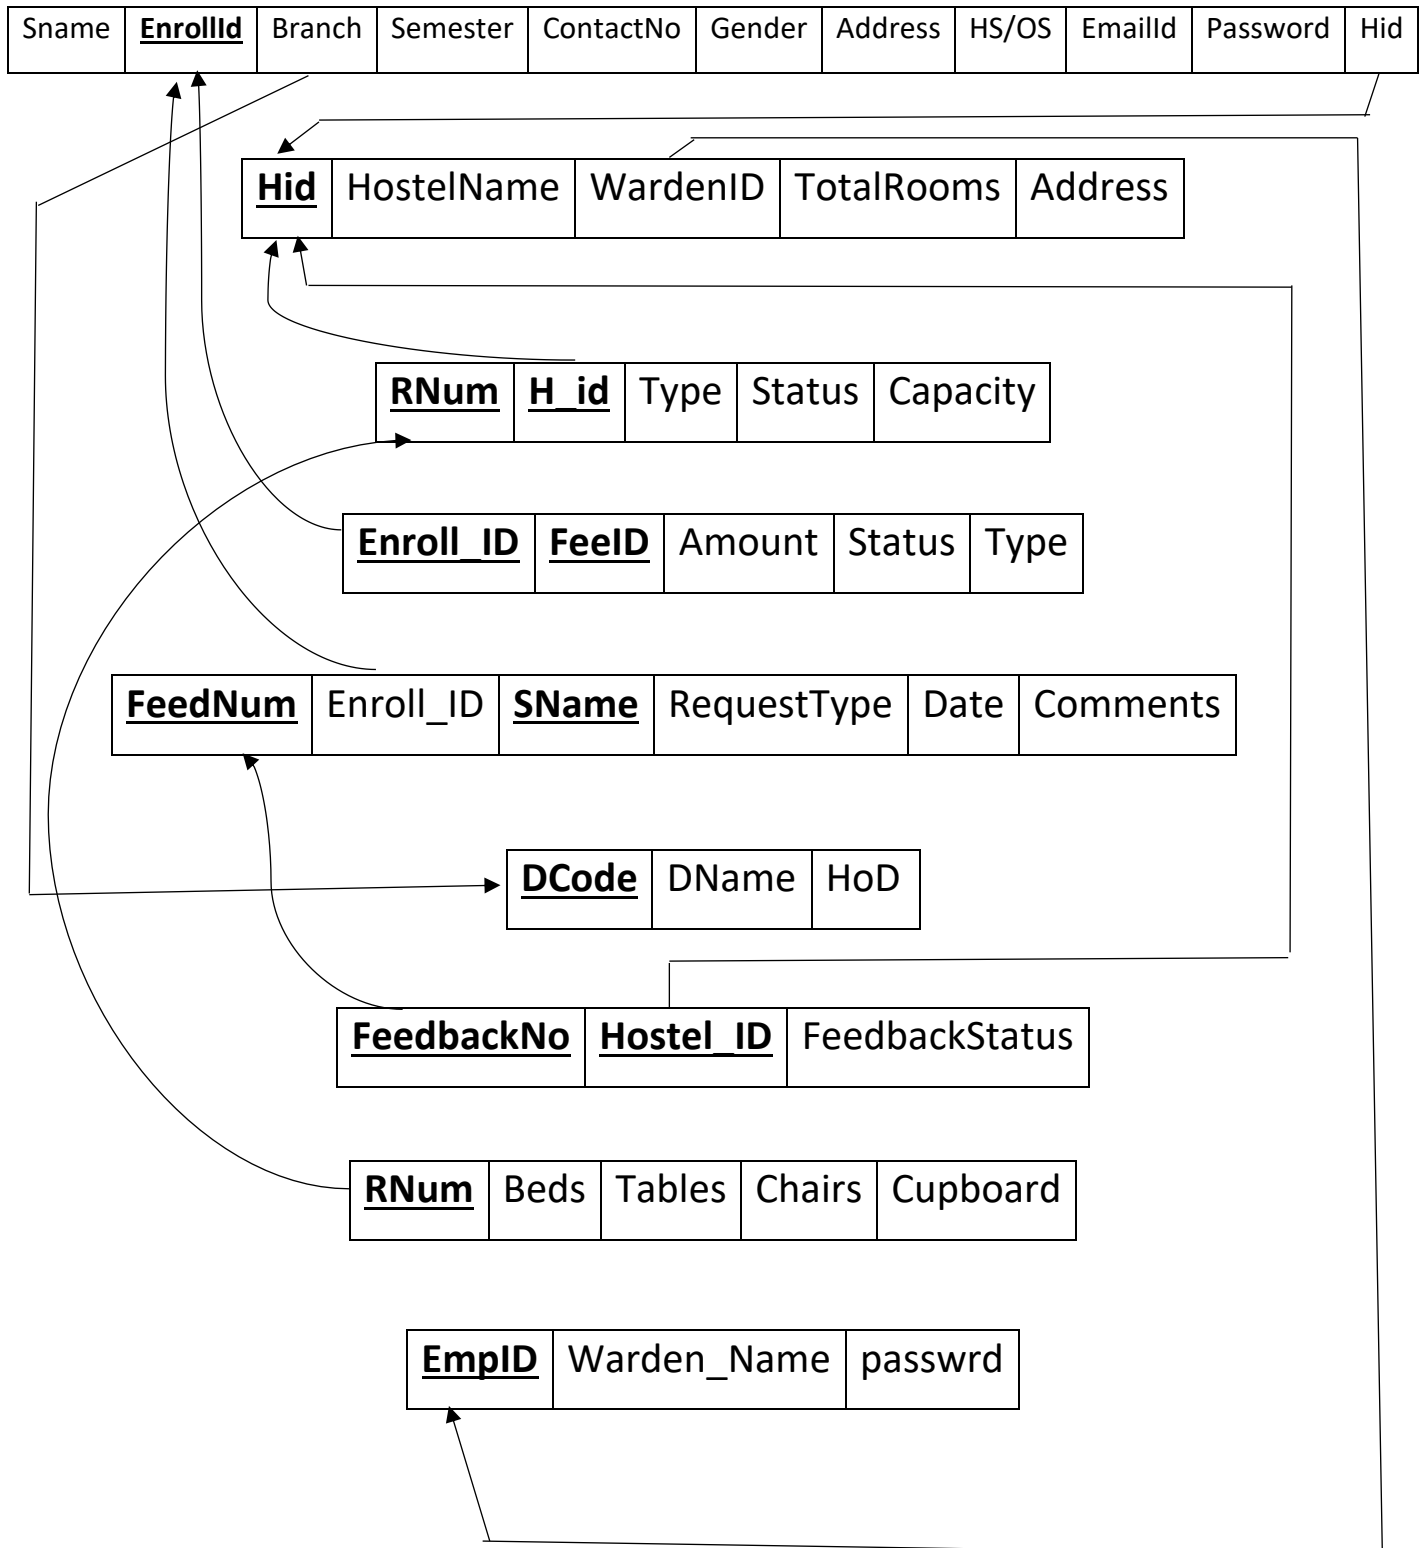 Sname EnrollId Branch Semester ContactNo Gender Address HS/OS EmailId Password Hid
Hid HostelName WardenID TotalRooms Address
RNum H_id Type Status Capacity
Enroll_ID FeeID Amount Status Type
FeedNum Enroll_ID SName RequestType Date Comments
DCode DName HoD
FeedbackNo Hostel_ID FeedbackStatus
RNum Beds Tables Chairs Cupboard
EmpID Warden_Name passwrd